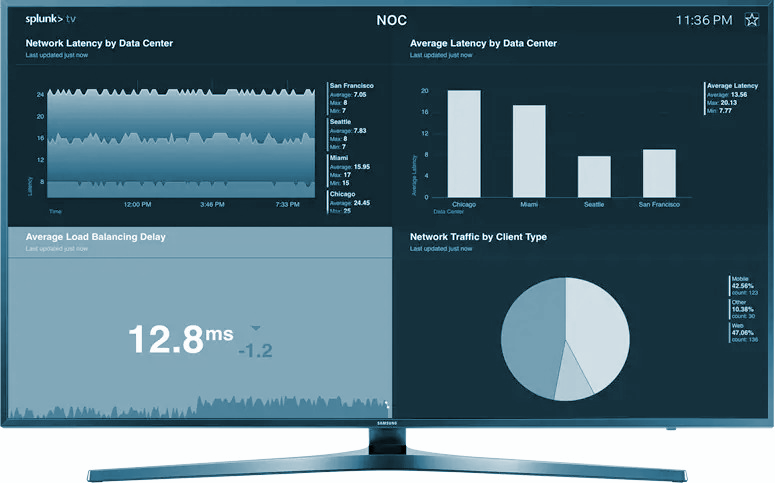 splunk> tv
NOC
11:36 PM
Network Latency by Data Center
Last updated just now
24
20
16
12
8
Latency
Time
12:00 PM
3:46 PM
7:33 PM
San Francisco
Average: 7.05
Max: 8
Min: 7
Seattle
Average: 7.83
Max: 8
Min: 7
Miami
Average: 15.95
Max: 17
Min: 15
Chicago
Average: 24.45
Max: 25
Average Latency by Data Center
Last updated just now
20
16
12
8
4
0
Average Latency
Chicago
Miami
Seattle
San Francisco
Data Center
Average Latency
Average: 13.56
Max: 20.13
Min: 7.77
Average Load Balancing Delay
Last updated just now
12.8ms
-1.2
Network Traffic by Client Type
Last updated just now
Mobile
42.56%
count: 123
Other
10.38%
count: 30
Web
47.06%
count: 136
SAMSUNG